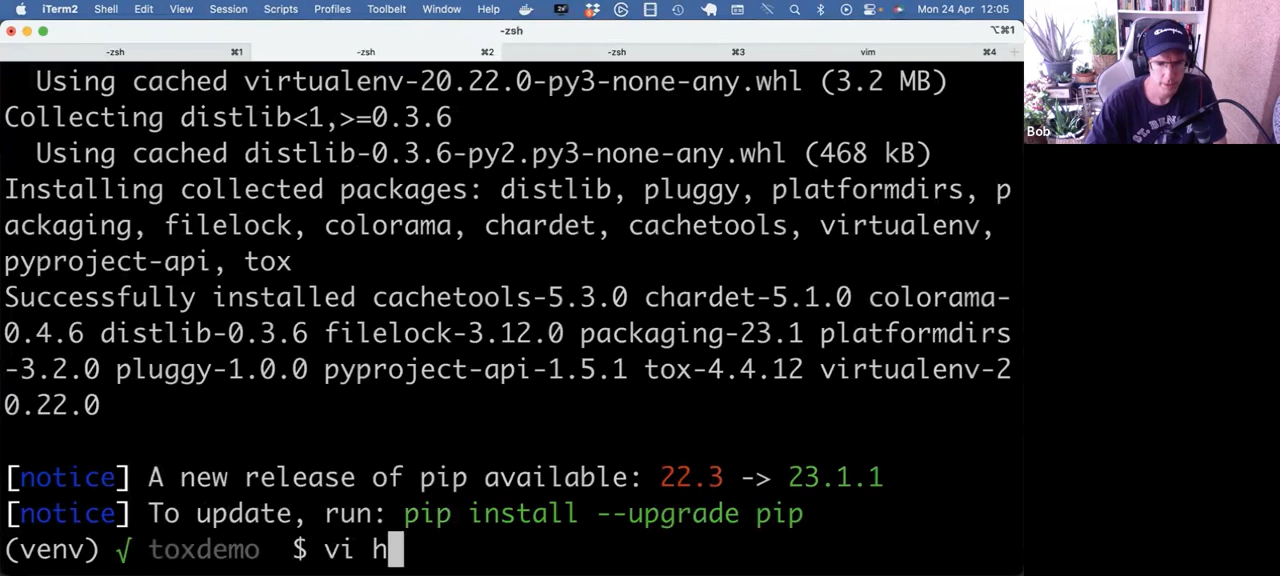 iTerm2 Shell Edit View Session Scripts Profiles Toolbelt Window Help Mon 24 Apr 12:05
-zsh ⌥⌘1
-zsh ⌘1 -zsh ⌘2 -zsh ⌘3 vim ⌘4
Using cached virtualenv-20.22.0-py3-none-any.whl (3.2 MB)
Collecting distlib<1,>=0.3.6
Using cached distlib-0.3.6-py2.py3-none-any.whl (468 kB)
Installing collected packages: distlib, pluggy, platformdirs, p
ackaging, filelock, colorama, chardet, cachetools, virtualenv,
pyproject-api, tox
Successfully installed cachetools-5.3.0 chardet-5.1.0 colorama-
0.4.6 distlib-0.3.6 filelock-3.12.0 packaging-23.1 platformdirs
-3.2.0 pluggy-1.0.0 pyproject-api-1.5.1 tox-4.4.12 virtualenv-2
0.22.0
[notice] A new release of pip available: 22.3 -> 23.1.1
[notice] To update, run: pip install --upgrade pip
(venv) √ toxdemo $ vi h
Bob